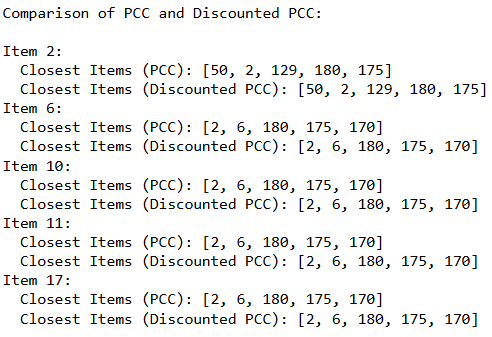 Comparison of PCC and Discounted PCC:

Item 2:
  Closest Items (PCC): [50, 2, 129, 180, 175]
  Closest Items (Discounted PCC): [50, 2, 129, 180, 175]
Item 6:
  Closest Items (PCC): [2, 6, 180, 175, 170]
  Closest Items (Discounted PCC): [2, 6, 180, 175, 170]
Item 10:
  Closest Items (PCC): [2, 6, 180, 175, 170]
  Closest Items (Discounted PCC): [2, 6, 180, 175, 170]
Item 11:
  Closest Items (PCC): [2, 6, 180, 175, 170]
  Closest Items (Discounted PCC): [2, 6, 180, 175, 170]
Item 17:
  Closest Items (PCC): [2, 6, 180, 175, 170]
  Closest Items (Discounted PCC): [2, 6, 180, 175, 170]